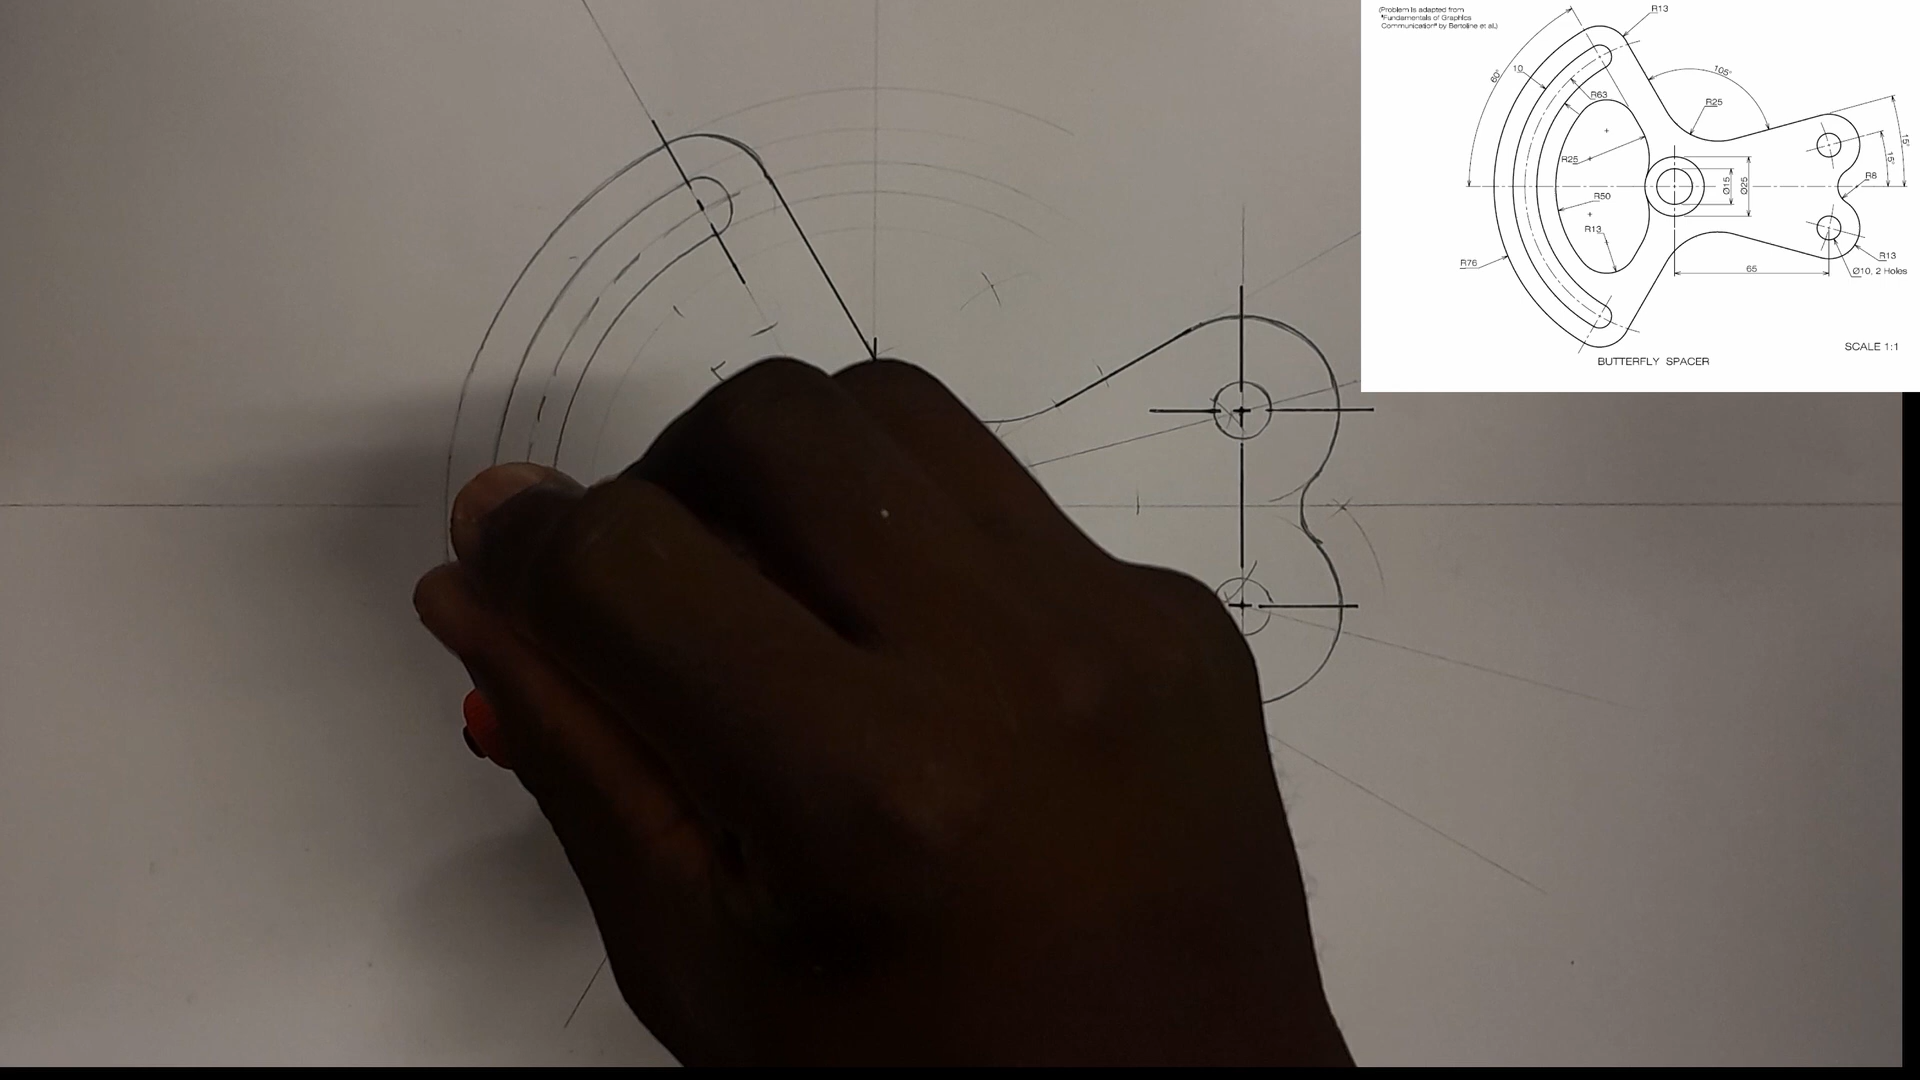 (Problem is adapted from
"Fundamentals of Graphics
Communication" by Bertoline et al.)
R13
60°
10
R63
105°
R25
15°
15°
R25
Ø15
Ø25
R8
R50
R13
R76
R13
65
Ø10, 2 Holes
SCALE 1:1
BUTTERFLY SPACER